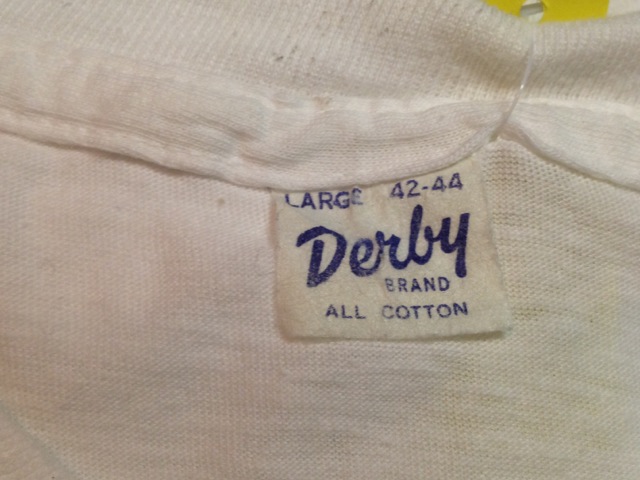 LARGE 42-44
Derby
BRAND
ALL COTTON